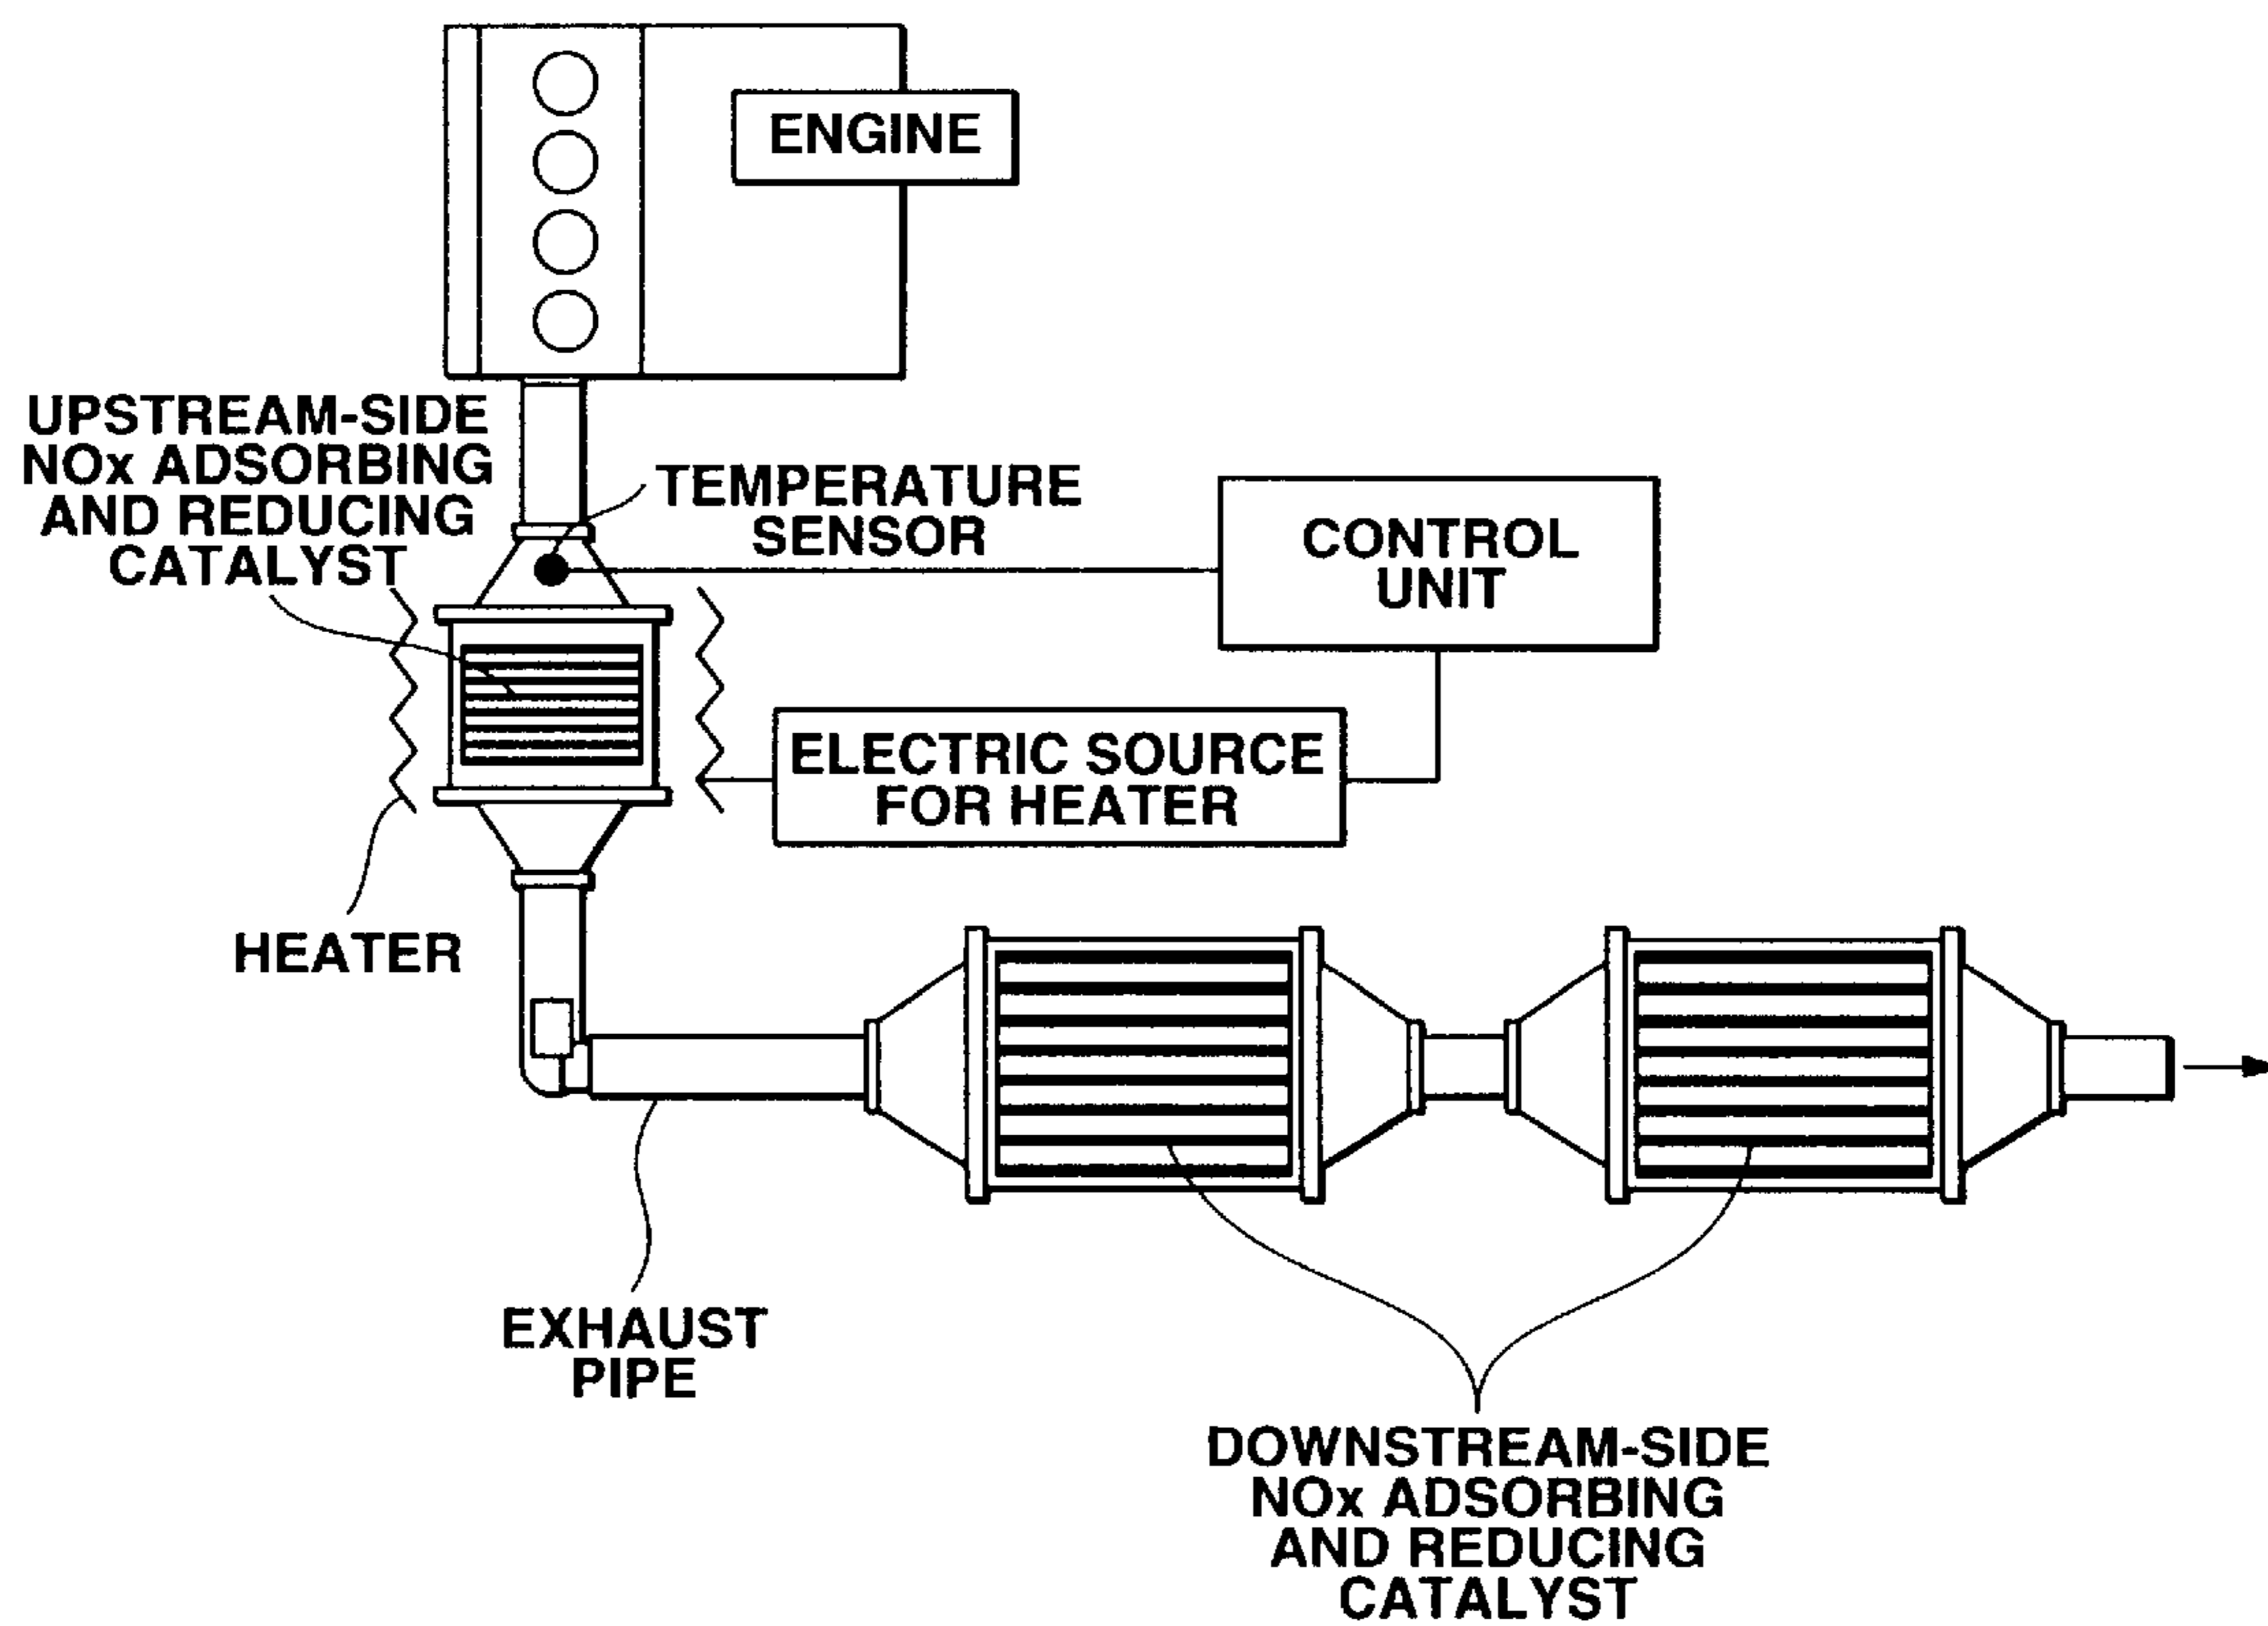 ENGINE
UPSTREAM-SIDE
NOx ADSORBING
AND REDUCING
CATALYST
TEMPERATURE
SENSOR
CONTROL
UNIT
ELECTRIC SOURCE
FOR HEATER
HEATER
EXHAUST
PIPE
DOWNSTREAM-SIDE
NOx ADSORBING
AND REDUCING
CATALYST